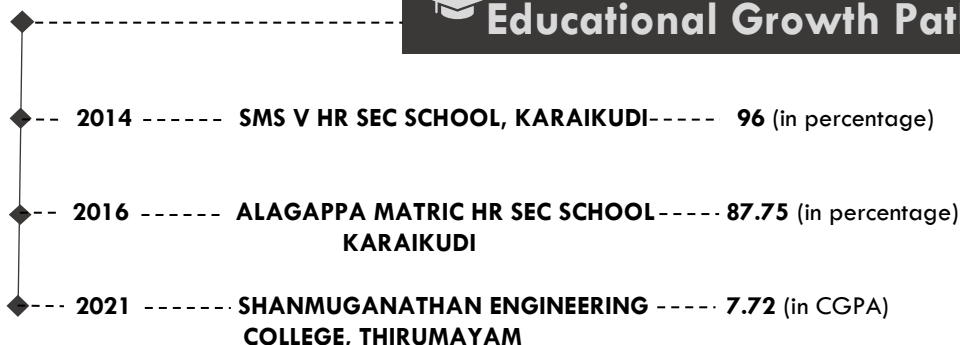 Educational Growth Pat
2014 SMS V HR SEC SCHOOL, KARAIKUDI 96 (in percentage)
2016 ALAGAPPA MATRIC HR SEC SCHOOL 87.75 (in percentage)
KARAIKUDI
2021 SHANMUGANATHAN ENGINEERING 7.72 (in CGPA)
COLLEGE, THIRUMAYAM